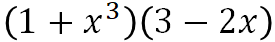 (1 + x³)(3 − 2x)